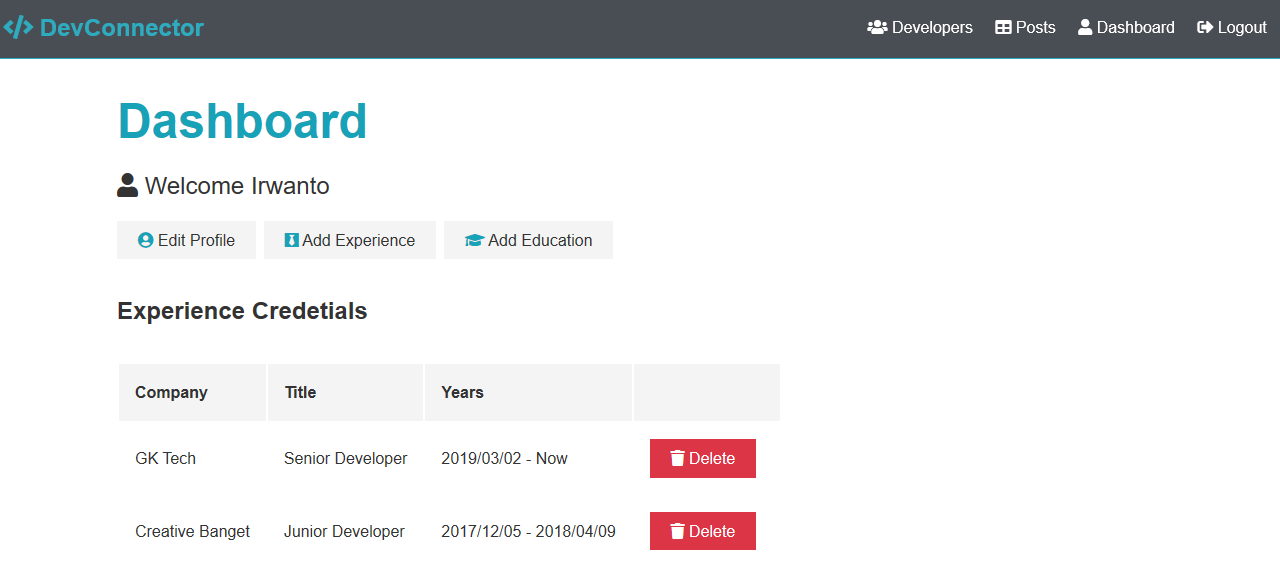 DevConnector Developers Posts Dashboard Logout
Dashboard
Welcome Irwanto
Edit Profile Add Experience Add Education
Experience Credetials
Company Title Years
GK Tech Senior Developer 2019/03/02 - Now Delete
Creative Banget Junior Developer 2017/12/05 - 2018/04/09 Delete